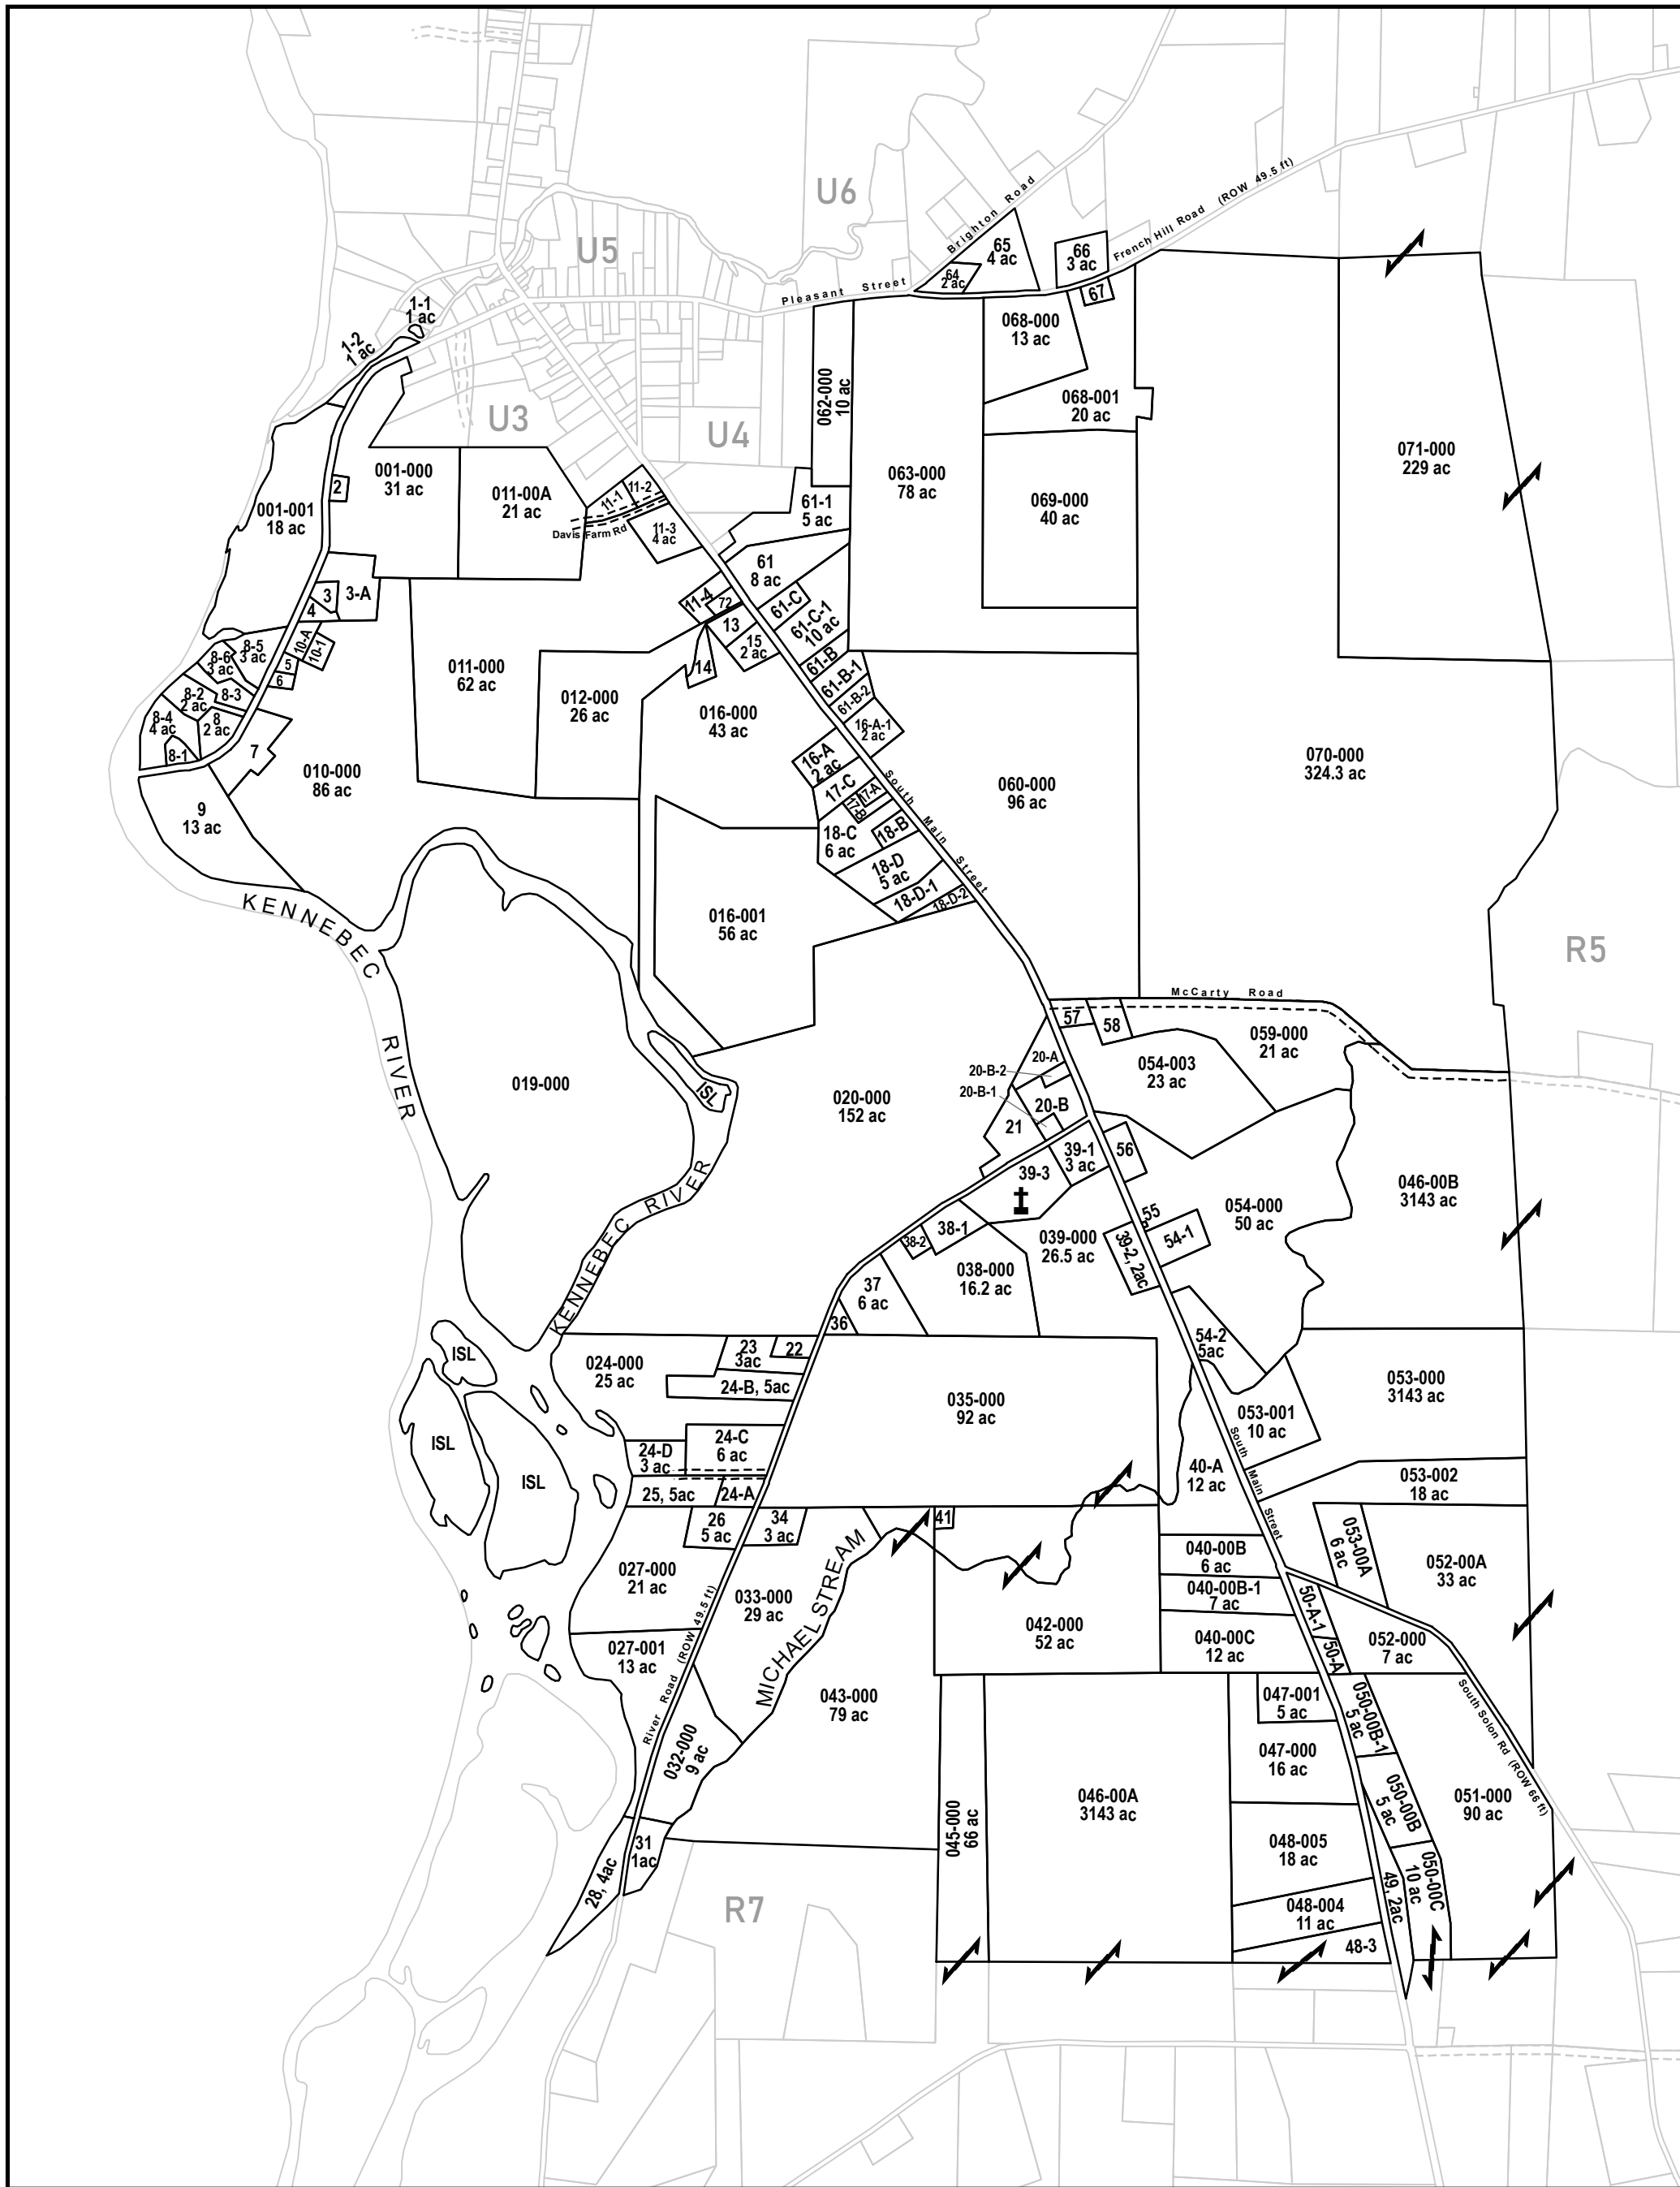 U6
Brighton Road
French Hill Road (ROW 49.5 ft)
U5
65
4 ac
66
3 ac
64
2 ac
67
Pleasant Street
1-1
1 ac
1-2
1 ac
068-000
13 ac
062-000
10 ac
068-001
20 ac
U3
U4
071-000
229 ac
001-000
31 ac
2
063-000
78 ac
011-00A
21 ac
11-1
11-2
001-001
18 ac
61-1
5 ac
069-000
40 ac
Davis Farm Rd
11-3
4 ac
61
8 ac
3
3-A
4
11-4
72
61-C
61-C-1
10 ac
13
15
2 ac
10-A
10-1
8-5
3 ac
8-6
3 ac
5
6
14
61-B
61-B-1
61-B-2
011-000
62 ac
8-2
2 ac
8-3
012-000
26 ac
016-000
43 ac
8-4
4 ac
8
2 ac
16-A-1
2 ac
8-1
7
16-A
2 ac
070-000
324.3 ac
010-000
86 ac
17-C
17-A
17-B
060-000
96 ac
South Main Street
9
13 ac
18-C
6 ac
18-B
18-D
5 ac
18-D-1
18-D-2
KENNEBEC RIVER
016-001
56 ac
R5
McCarty Road
57
58
059-000
21 ac
20-A
054-003
23 ac
20-B-2
20-B-1
20-B
019-000
ISL
020-000
152 ac
21
39-1
3 ac
56
39-3
046-00B
3143 ac
KENNEBEC RIVER
054-000
50 ac
55
54-1
38-1
38-2
039-000
26.5 ac
39-2, 2ac
038-000
16.2 ac
37
6 ac
36
ISL
23
3ac
22
54-2
5ac
024-000
25 ac
24-B, 5ac
035-000
92 ac
053-000
3143 ac
053-001
10 ac
South Main Street
ISL
24-C
6 ac
24-D
3 ac
ISL
25, 5ac
24-A
40-A
12 ac
053-002
18 ac
26
5 ac
34
3 ac
41
053-00A
6 ac
040-00B
6 ac
052-00A
33 ac
027-000
21 ac
033-000
29 ac
MICHAEL STREAM
040-00B-1
7 ac
50-A-1
042-000
52 ac
027-001
13 ac
040-00C
12 ac
50-A
052-000
7 ac
River Road (ROW 49.5 ft)
043-000
79 ac
047-001
5 ac
050-00B-1
5 ac
South Solon Rd (ROW 66 ft)
032-000
9 ac
047-000
16 ac
046-00A
3143 ac
050-00B
5 ac
051-000
90 ac
045-000
66 ac
31
1ac
048-005
18 ac
28, 4ac
050-00C
10 ac
49, 2ac
R7
048-004
11 ac
48-3